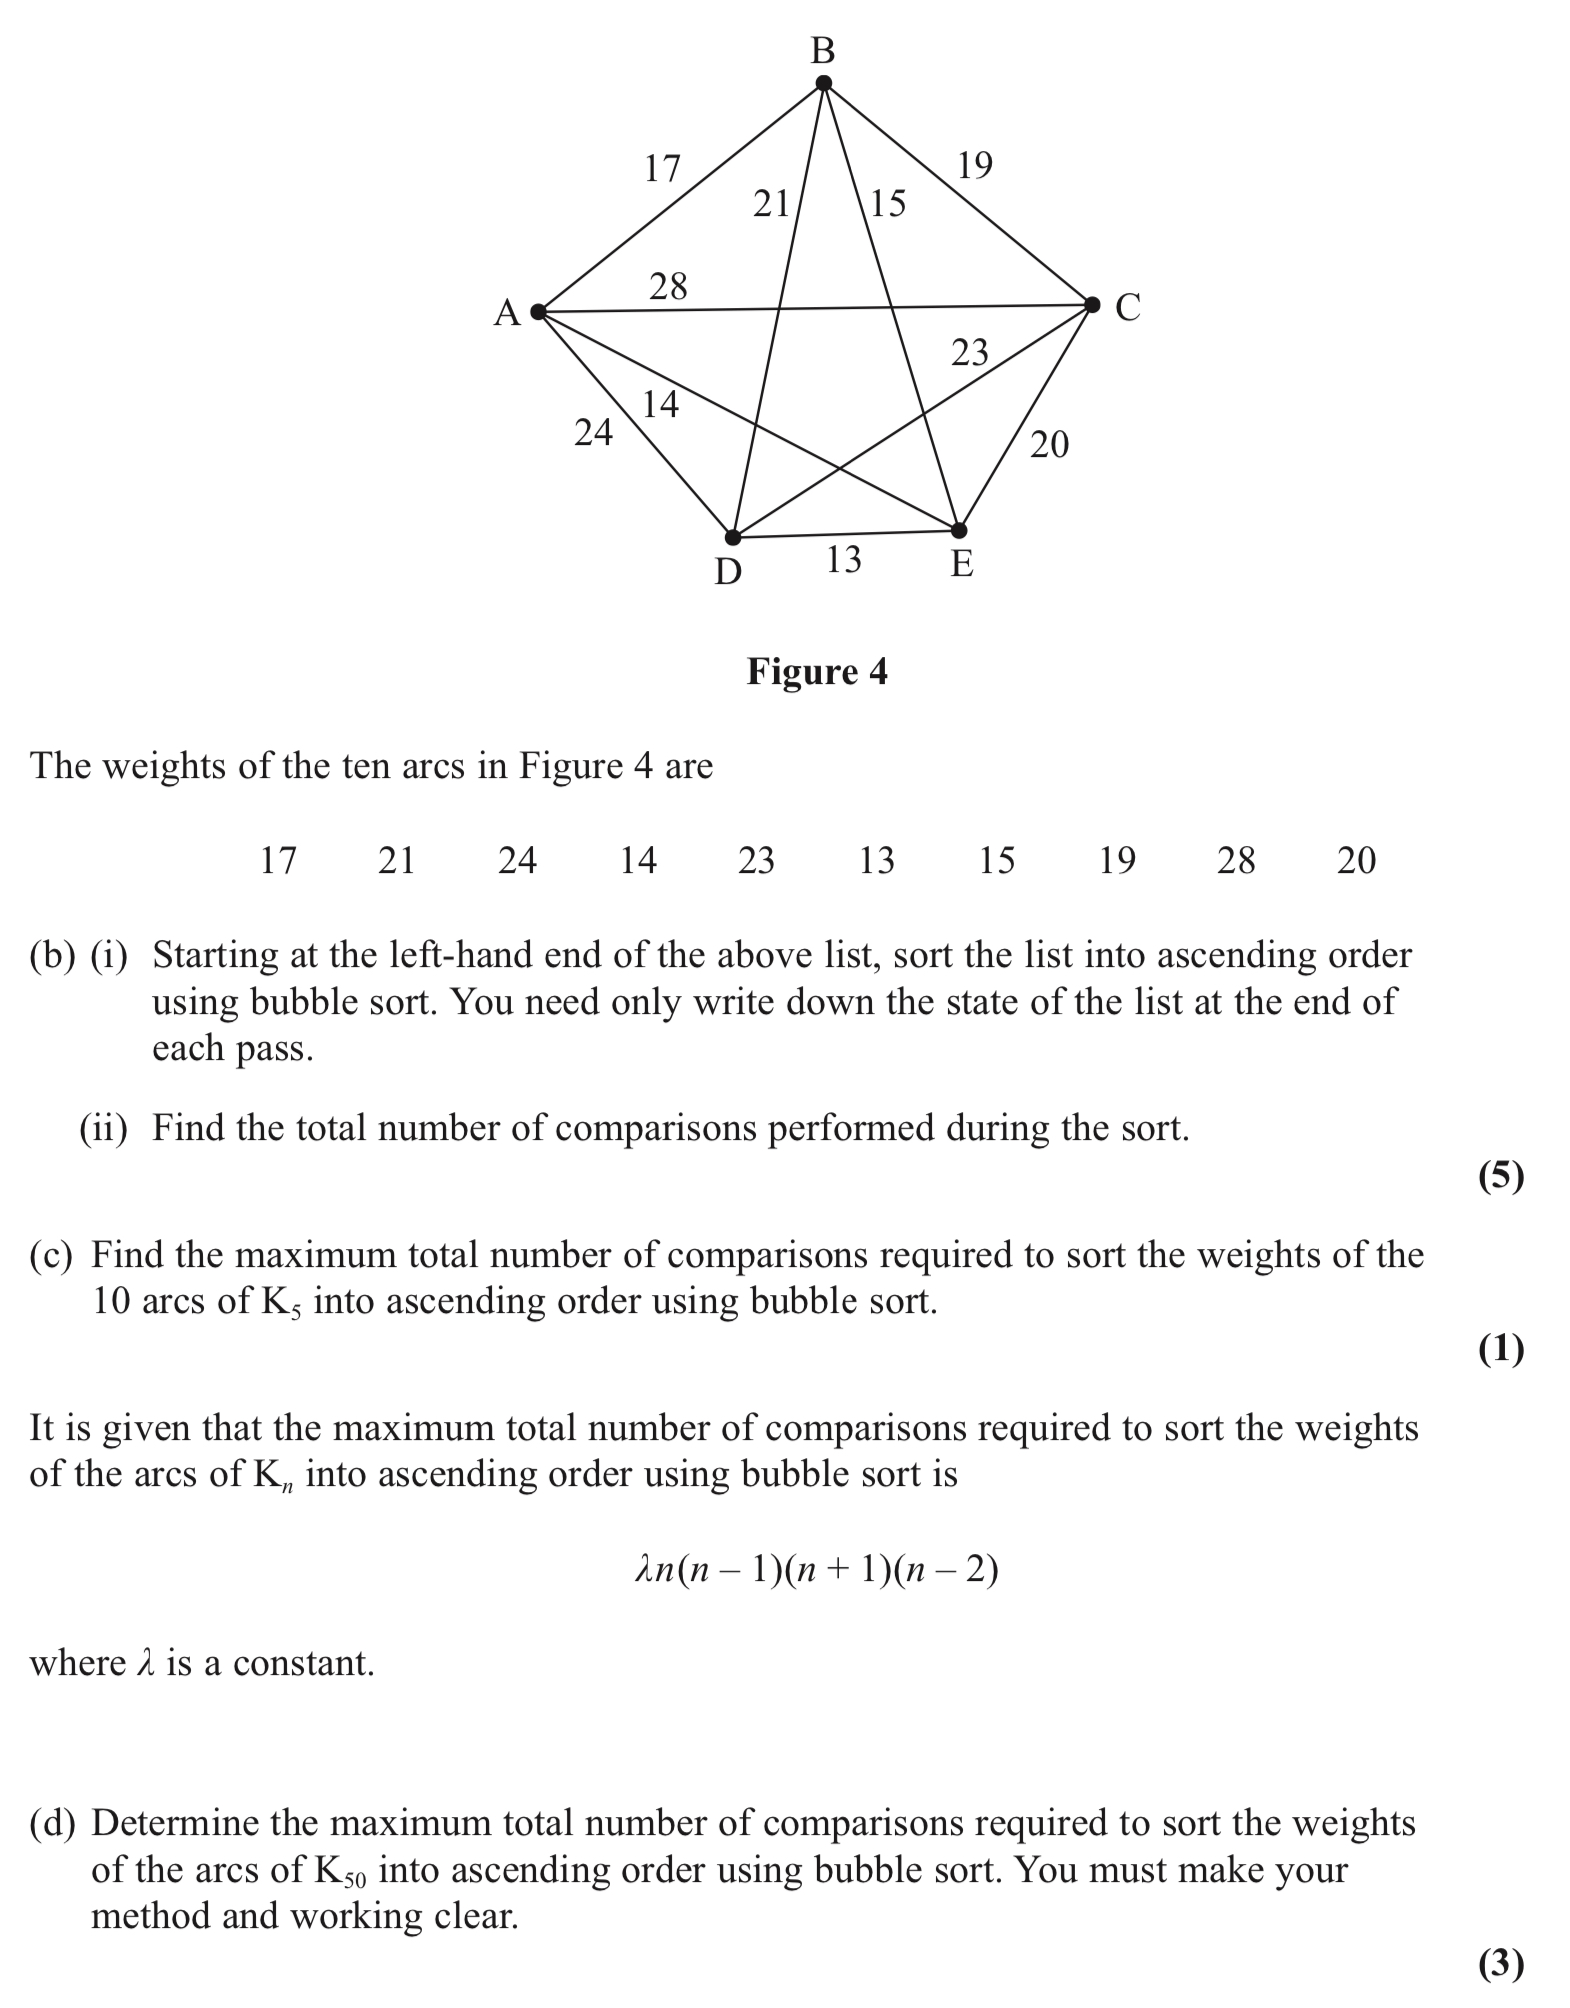 B
17
19
21
15
28
A
C
23
14
24
20
13
D
E
Figure 4
The weights of the ten arcs in Figure 4 are
17 21 24 14 23 13 15 19 28 20
(b) (i) Starting at the left-hand end of the above list, sort the list into ascending order
using bubble sort. You need only write down the state of the list at the end of
each pass.
(ii) Find the total number of comparisons performed during the sort.
(5)
(c) Find the maximum total number of comparisons required to sort the weights of the
10 arcs of K₅ into ascending order using bubble sort.
(1)
It is given that the maximum total number of comparisons required to sort the weights
of the arcs of Kₙ into ascending order using bubble sort is
λn(n – 1)(n + 1)(n – 2)
where λ is a constant.
(d) Determine the maximum total number of comparisons required to sort the weights
of the arcs of K₅₀ into ascending order using bubble sort. You must make your
method and working clear.
(3)